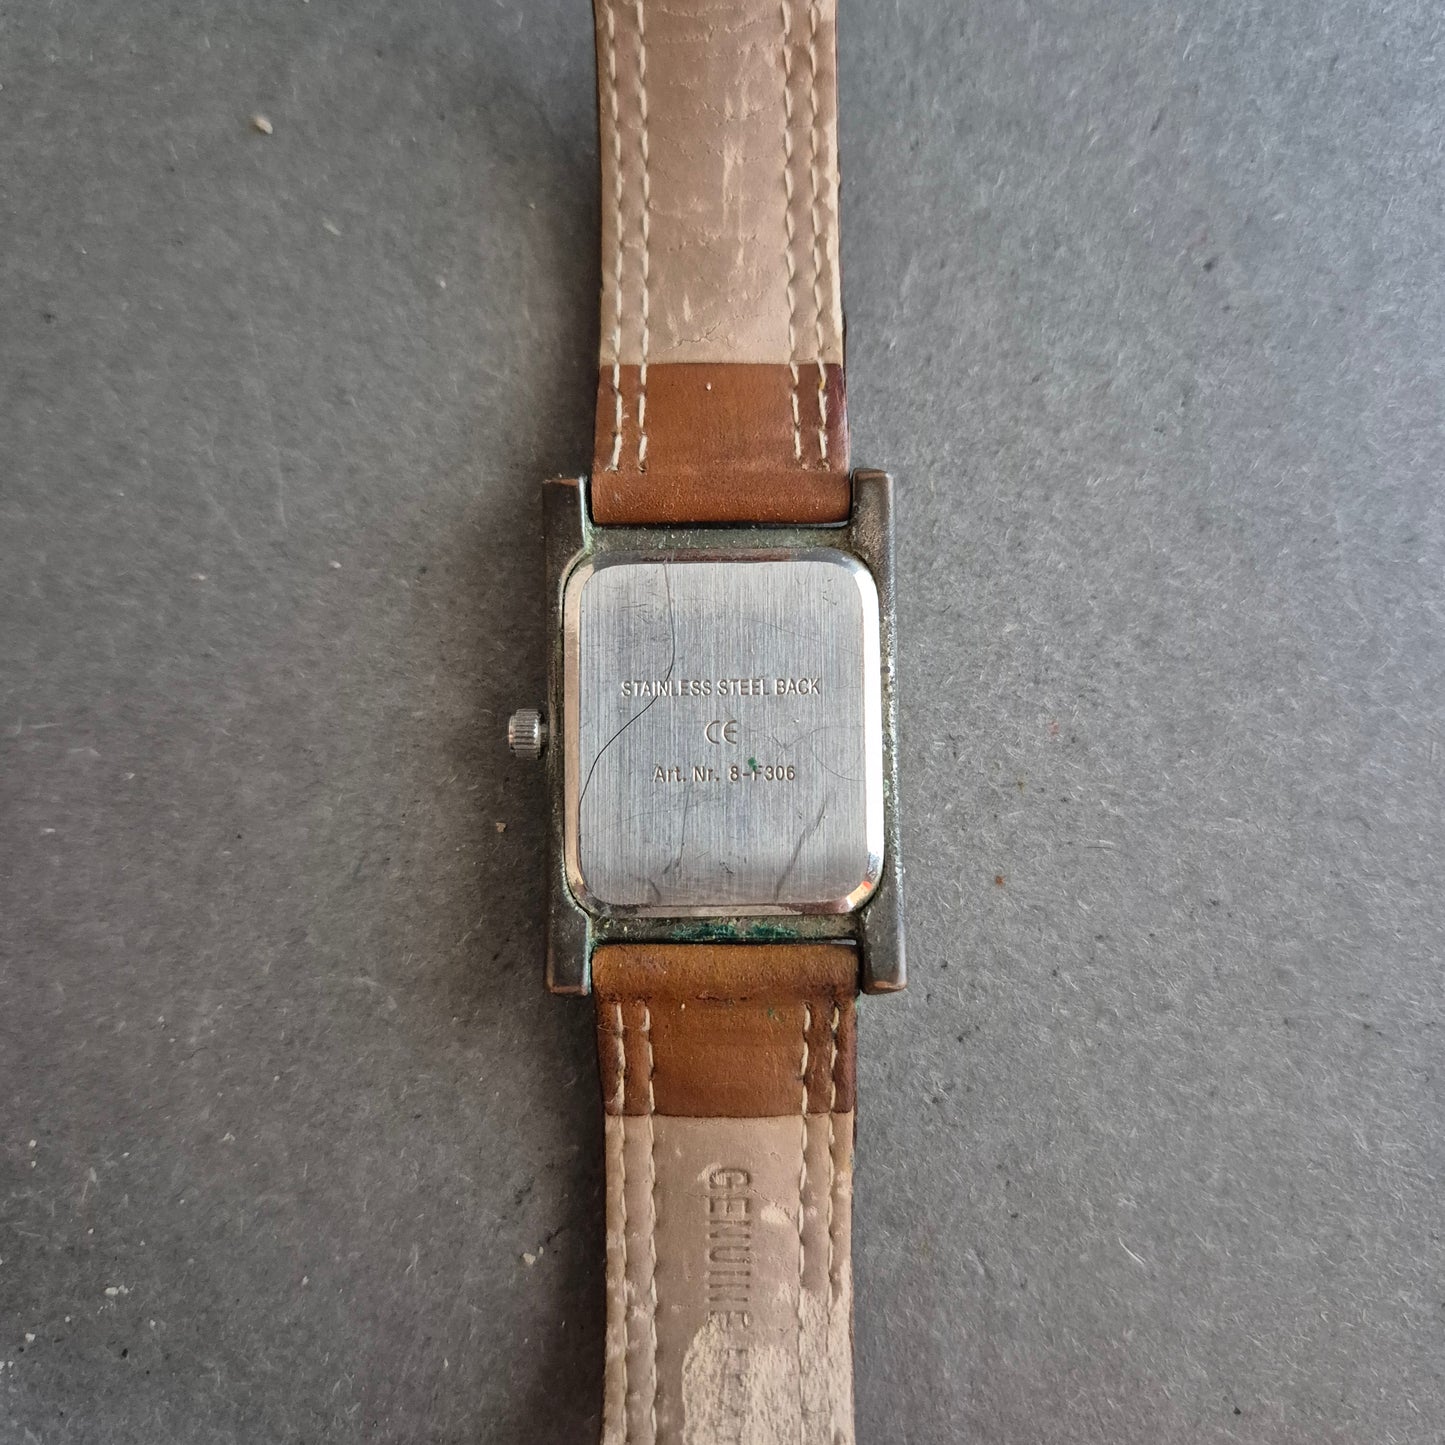 STAINLESS STEEL BACK
CE
Art. Nr. 8-F306
GENUINE